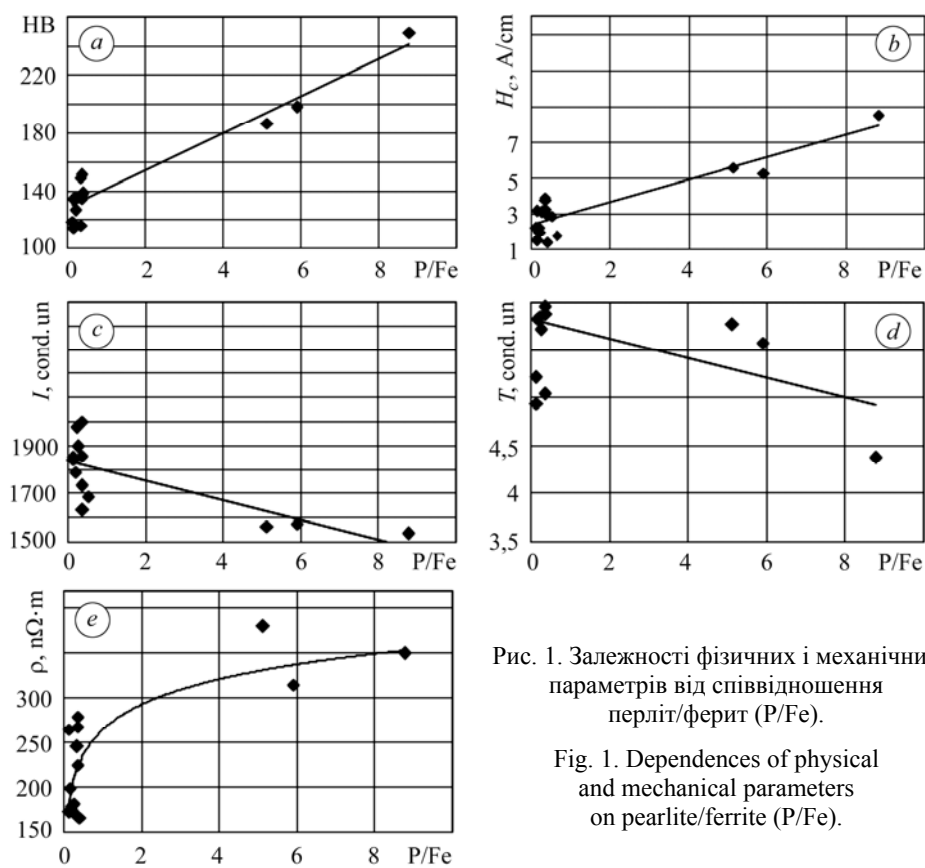 HB
a
220
180
140
100
0 2 4 6 8 P/Fe
H_c, A/cm
b
7
5
3
1
0 2 4 6 8 P/Fe
I, cond. un
c
1900
1700
1500
0 2 4 6 8 P/Fe
T, cond. un
d
4,5
4
3,5
0 2 4 6 8 P/Fe
ρ, nΩ·m
e
300
250
200
150
0 2 4 6 8 P/Fe
Рис. 1. Залежності фізичних і механічни
параметрів від співвідношення
перліт/ферит (P/Fe).
Fig. 1. Dependences of physical
and mechanical parameters
on pearlite/ferrite (P/Fe).